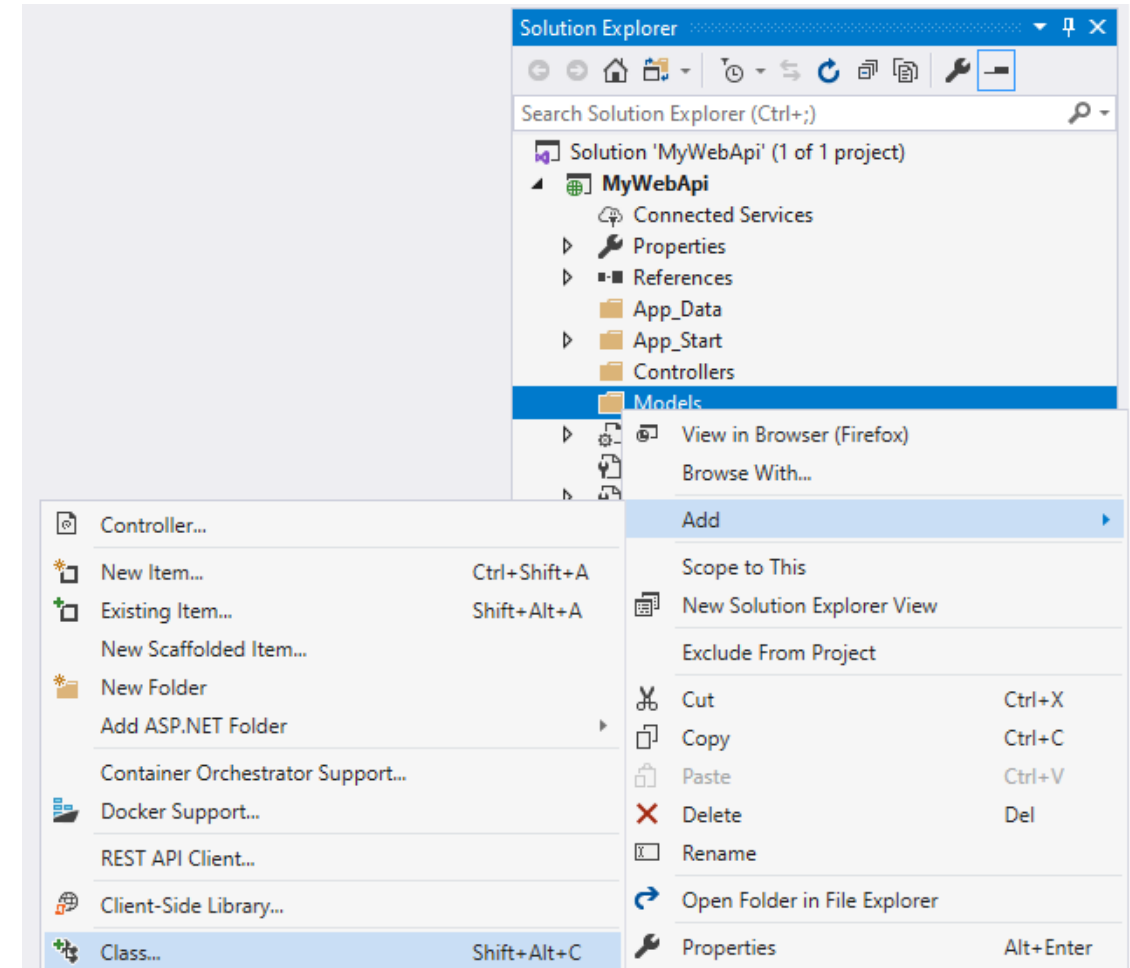 Solution Explorer
Search Solution Explorer (Ctrl+;)
Solution 'MyWebApi' (1 of 1 project)
MyWebApi
Connected Services
Properties
References
App_Data
App_Start
Controllers
Models
View in Browser (Firefox)
Browse With...
Add
Scope to This
New Solution Explorer View
Exclude From Project
Cut Ctrl+X
Copy Ctrl+C
Paste Ctrl+V
Delete Del
Rename
Open Folder in File Explorer
Properties Alt+Enter
Controller...
New Item... Ctrl+Shift+A
Existing Item... Shift+Alt+A
New Scaffolded Item...
New Folder
Add ASP.NET Folder
Container Orchestrator Support...
Docker Support...
REST API Client...
Client-Side Library...
Class... Shift+Alt+C